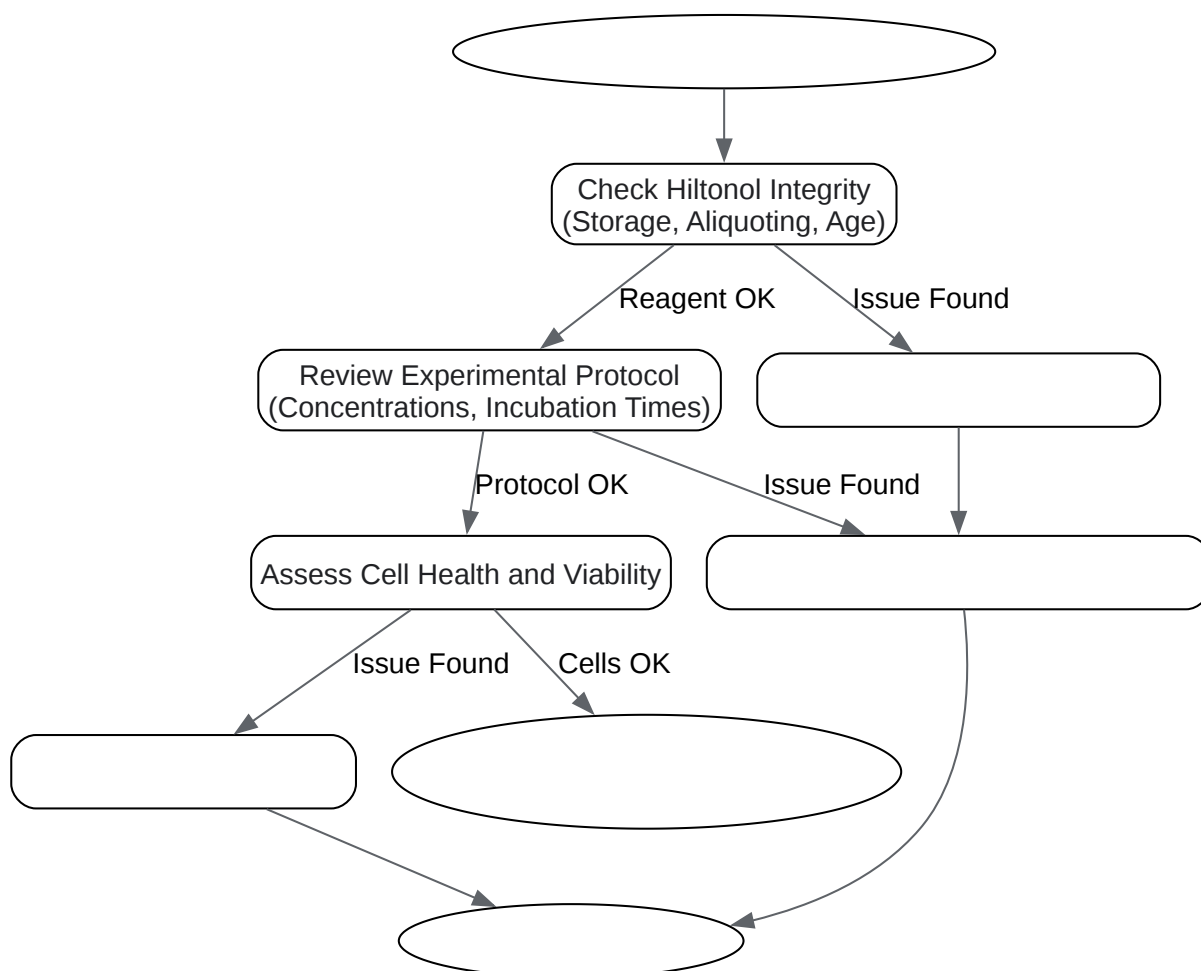 Check Hiltonol Integrity
(Storage, Aliquoting, Age)
Reagent OK
Issue Found
Review Experimental Protocol
(Concentrations, Incubation Times)
Protocol OK
Issue Found
Assess Cell Health and Viability
Issue Found
Cells OK